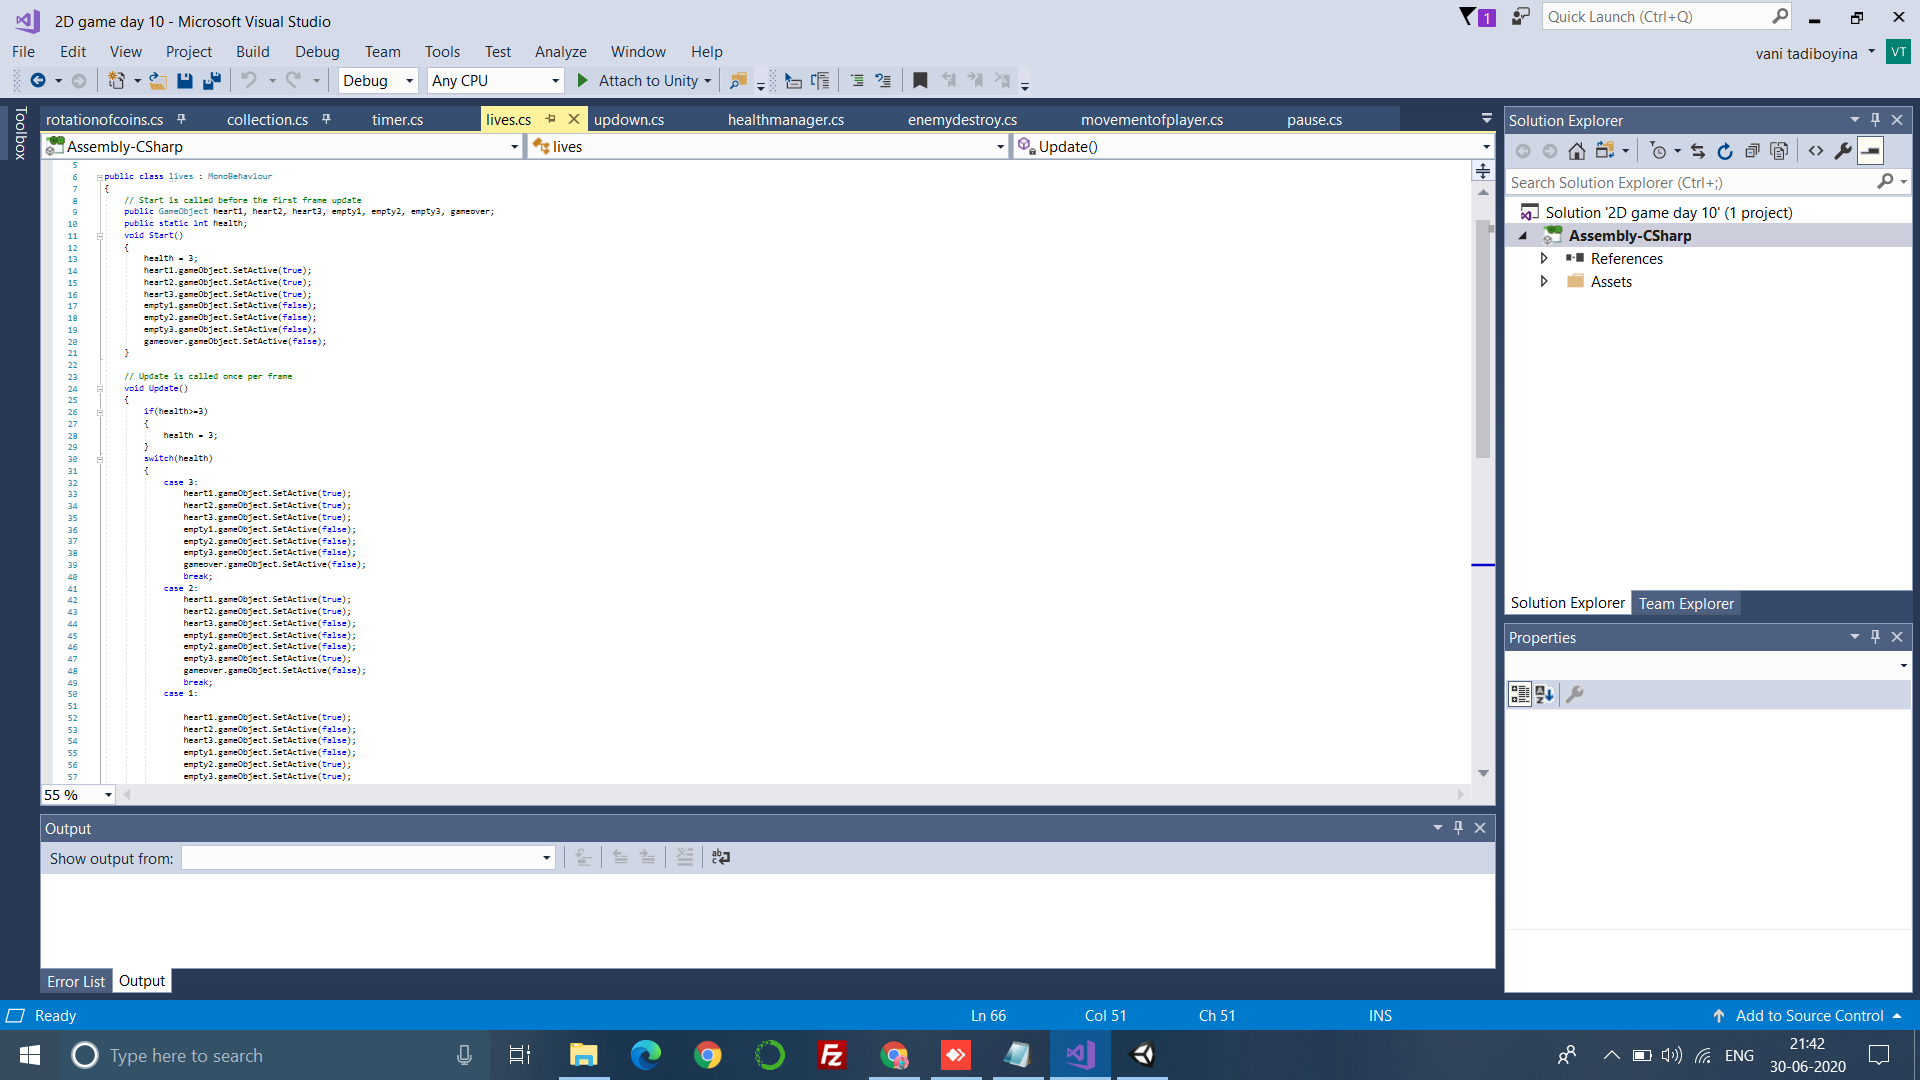 2D game day 10 - Microsoft Visual Studio
1
Quick Launch (Ctrl+Q)
File Edit View Project Build Debug Team Tools Test Analyze Window Help
vani tadiboyina VT
Debug Any CPU Attach to Unity
Toolbox
rotationofcoins.cs collection.cs timer.cs lives.cs updown.cs healthmanager.cs enemydestroy.cs movementofplayer.cs pause.cs
Assembly-CSharp lives Update()
5
6 public class lives : MonoBehaviour
7 {
8 // Start is called before the first frame update
9 public GameObject heart1, heart2, heart3, empty1, empty2, empty3, gameover;
10 public static int health;
11 void Start()
12 {
13 health = 3;
14 heart1.gameObject.SetActive(true);
15 heart2.gameObject.SetActive(true);
16 heart3.gameObject.SetActive(true);
17 empty1.gameObject.SetActive(false);
18 empty2.gameObject.SetActive(false);
19 empty3.gameObject.SetActive(false);
20 gameover.gameObject.SetActive(false);
21 }
22
23 // Update is called once per frame
24 void Update()
25 {
26 if(health>=3)
27 {
28 health = 3;
29 }
30 switch(health)
31 {
32 case 3:
33 heart1.gameObject.SetActive(true);
34 heart2.gameObject.SetActive(true);
35 heart3.gameObject.SetActive(true);
36 empty1.gameObject.SetActive(false);
37 empty2.gameObject.SetActive(false);
38 empty3.gameObject.SetActive(false);
39 gameover.gameObject.SetActive(false);
40 break;
41 case 2:
42 heart1.gameObject.SetActive(true);
43 heart2.gameObject.SetActive(true);
44 heart3.gameObject.SetActive(false);
45 empty1.gameObject.SetActive(false);
46 empty2.gameObject.SetActive(false);
47 empty3.gameObject.SetActive(true);
48 gameover.gameObject.SetActive(false);
49 break;
50 case 1:
51
52 heart1.gameObject.SetActive(true);
53 heart2.gameObject.SetActive(false);
54 heart3.gameObject.SetActive(false);
55 empty1.gameObject.SetActive(false);
56 empty2.gameObject.SetActive(true);
57 empty3.gameObject.SetActive(true);
55 %
Output
Show output from:
Error List Output
Solution Explorer
Search Solution Explorer (Ctrl+;)
Solution '2D game day 10' (1 project)
Assembly-CSharp
References
Assets
Solution Explorer Team Explorer
Properties
Ready Ln 66 Col 51 Ch 51 INS Add to Source Control
Type here to search
ENG
21:42
30-06-2020